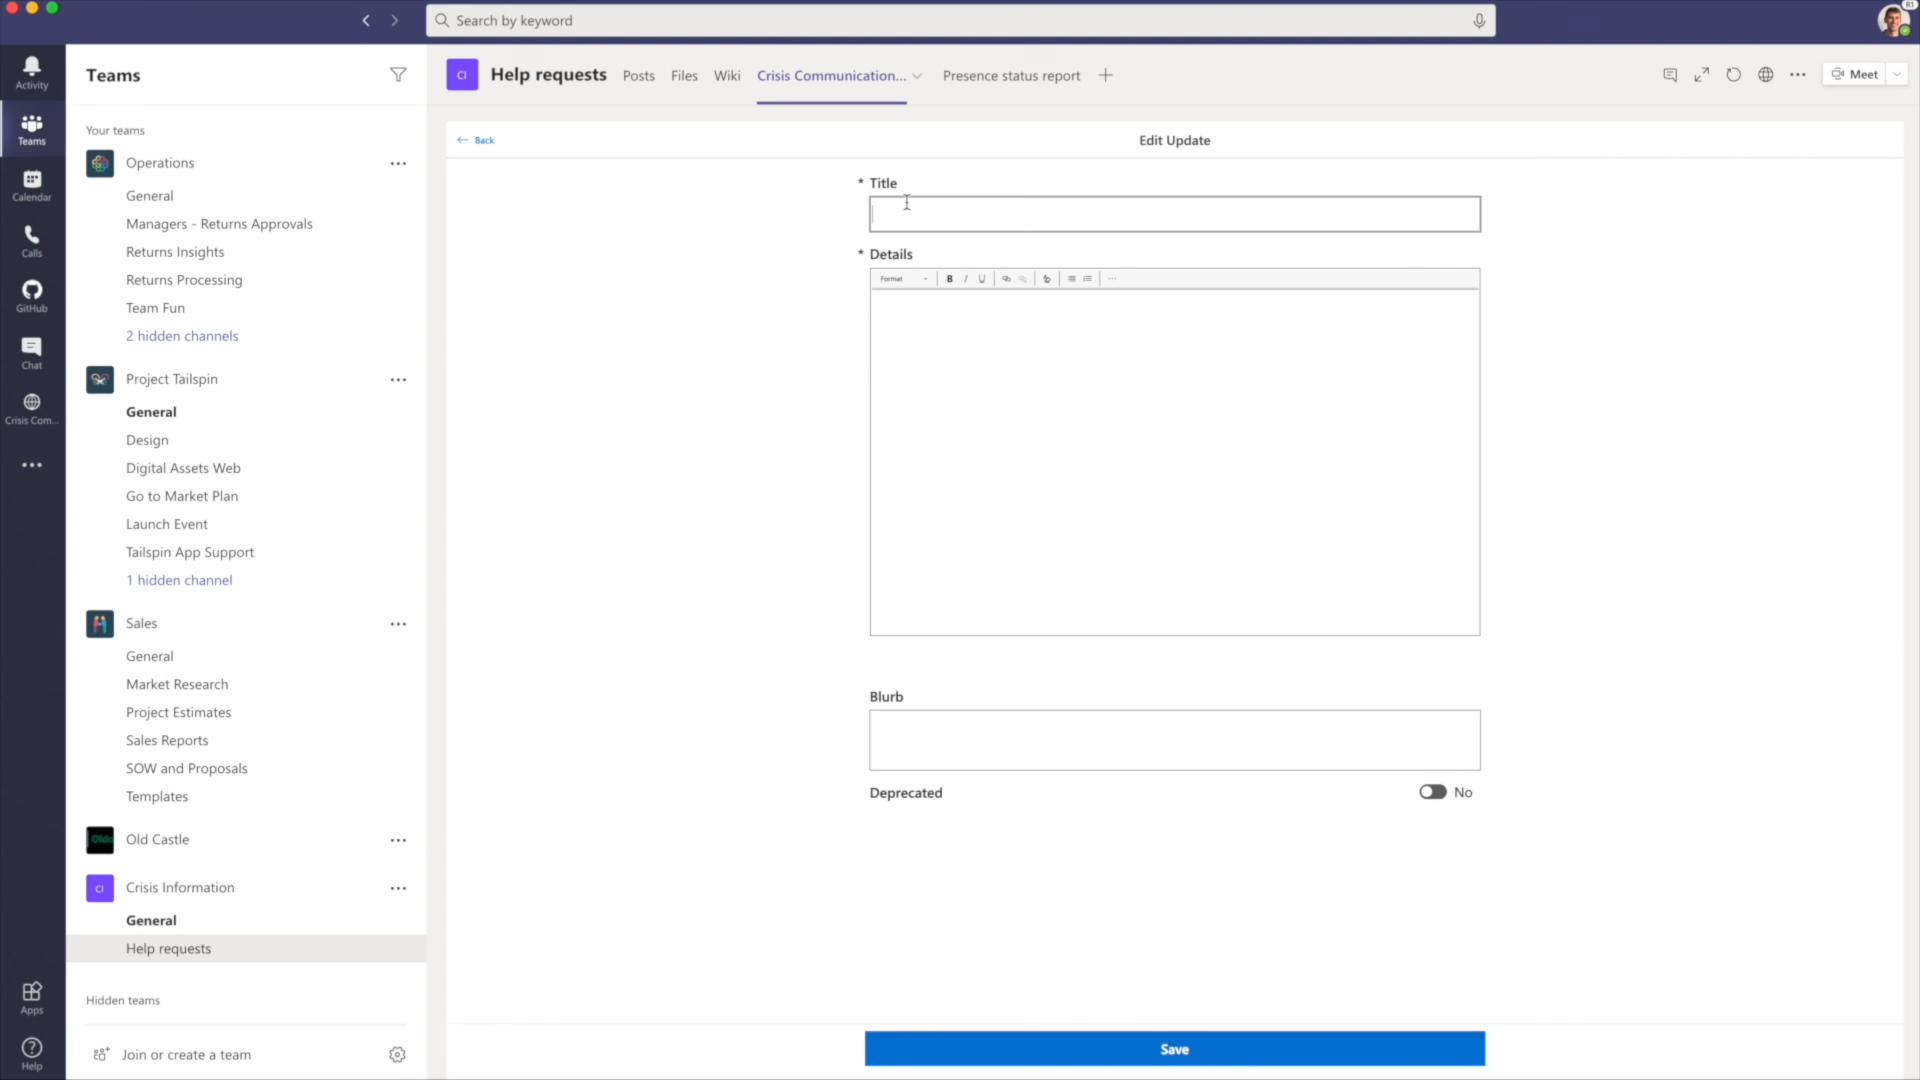 Search by keyword
R1
Activity
Teams
Calendar
Calls
GitHub
Chat
Crisis Com...
Apps
Help
Teams
Your teams
Operations
General
Managers - Returns Approvals
Returns Insights
Returns Processing
Team Fun
2 hidden channels
Project Tailspin
General
Design
Digital Assets Web
Go to Market Plan
Launch Event
Tailspin App Support
1 hidden channel
Sales
General
Market Research
Project Estimates
Sales Reports
SOW and Proposals
Templates
Old Castle
CI Crisis Information
General
Help requests
Hidden teams
Join or create a team
CI Help requests Posts Files Wiki Crisis Communication... Presence status report
Meet
Back
Edit Update
* Title
* Details
Format B I U
Blurb
Deprecated No
Save